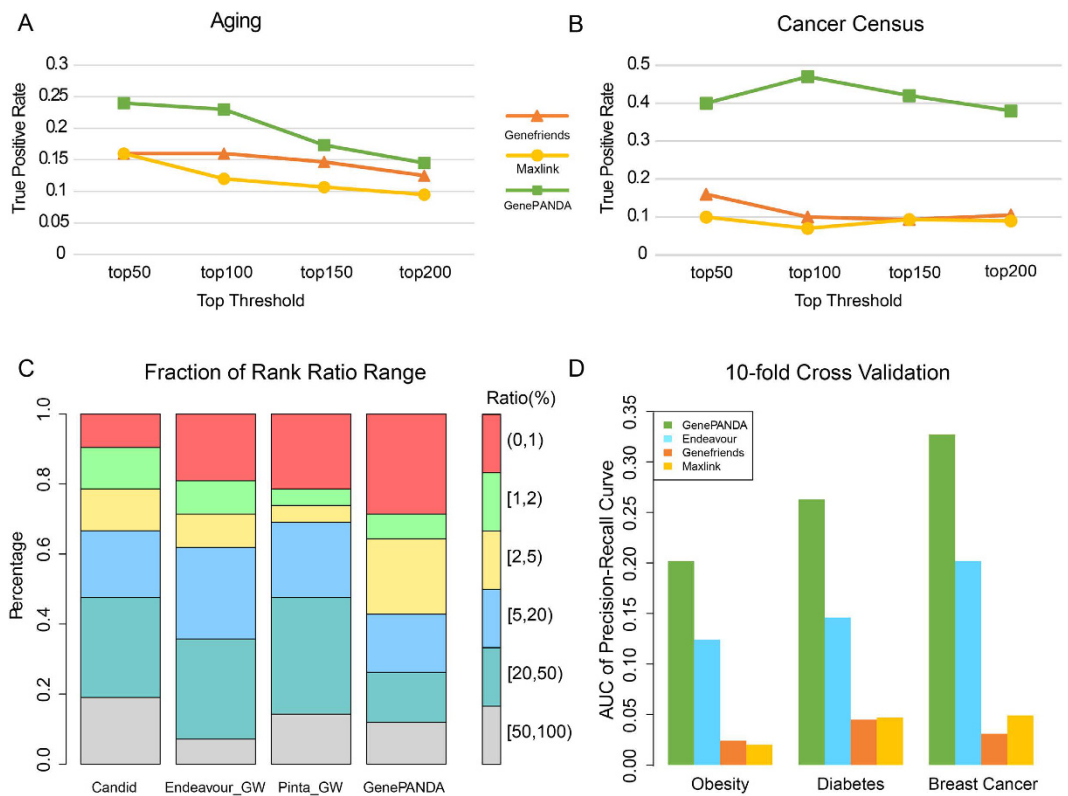 A
Aging
True Positive Rate
0.3
0.25
0.2
0.15
0.1
0.05
0
top50
top100
top150
top200
Top Threshold
Genefriends
Maxlink
GenePANDA
B
Cancer Census
True Positive Rate
0.5
0.4
0.3
0.2
0.1
0
top50
top100
top150
top200
Top Threshold
C
Fraction of Rank Ratio Range
Percentage
1.0
0.8
0.6
0.4
0.2
0.0
Candid
Endeavour_GW
Pinta_GW
GenePANDA
Ratio(%)
(0,1)
[1,2)
[2,5)
[5,20)
[20,50)
[50,100)
D
10-fold Cross Validation
AUC of Precision-Recall Curve
0.35
0.30
0.25
0.20
0.15
0.10
0.05
0.00
GenePANDA
Endeavour
Genefriends
Maxlink
Obesity
Diabetes
Breast Cancer